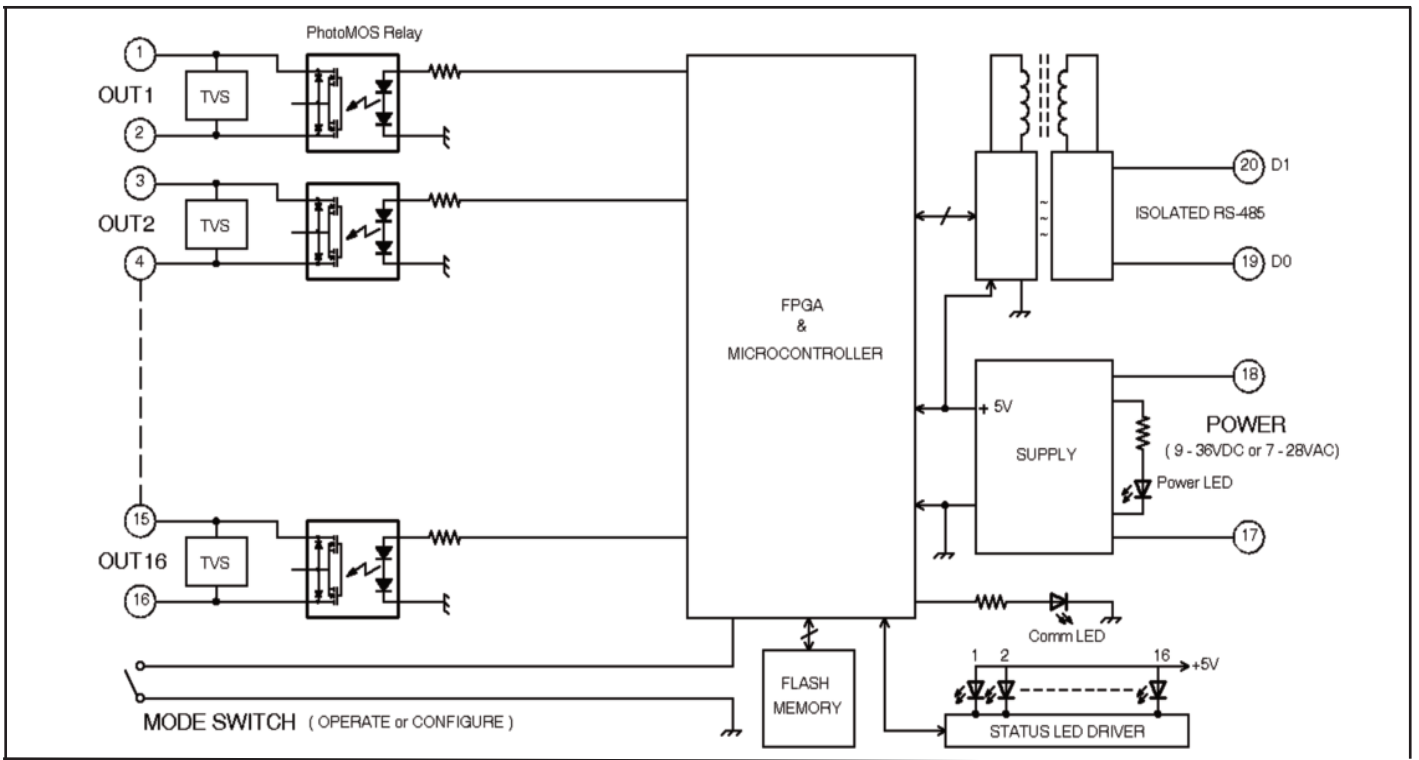 PhotoMOS Relay
1
OUT1
TVS
2
3
OUT2
TVS
4
15
OUT16
TVS
16
FPGA
&
MICROCONTROLLER
20 D1
~
~
~
ISOLATED RS-485
19 D0
+ 5V
SUPPLY
18
POWER
( 9 - 36VDC or 7 - 28VAC)
Power LED
17
Comm LED
1 2 16 +5V
STATUS LED DRIVER
FLASH
MEMORY
MODE SWITCH ( OPERATE or CONFIGURE )